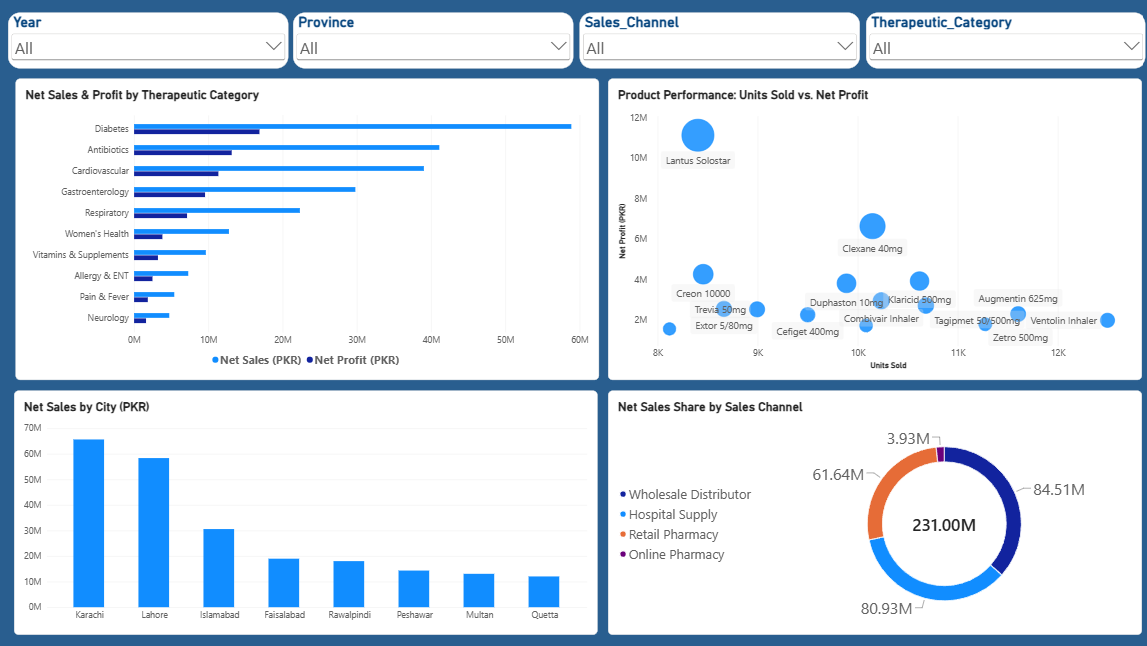 Year
All
Province
All
Sales_Channel
All
Therapeutic_Category
All
Net Sales & Profit by Therapeutic Category
Diabetes
Antibiotics
Cardiovascular
Gastroenterology
Respiratory
Women's Health
Vitamins & Supplements
Allergy & ENT
Pain & Fever
Neurology
0M 10M 20M 30M 40M 50M 60M
Net Sales (PKR) Net Profit (PKR)
Product Performance: Units Sold vs. Net Profit
Net Profit (PKR)
12M
10M
8M
6M
4M
2M
Lantus Solostar
Clexane 40mg
Creon 10000
Trevia 50mg
Extor 5/80mg
Cefiget 400mg
Duphaston 10mg
Klaricid 500mg
Combivair Inhaler
Augmentin 625mg
Tagipmet 50/500mg
Ventolin Inhaler
Zetro 500mg
8K 9K 10K 11K 12K
Units Sold
Net Sales by City (PKR)
70M
60M
50M
40M
30M
20M
10M
0M
Karachi Lahore Islamabad Faisalabad Rawalpindi Peshawar Multan Quetta
Net Sales Share by Sales Channel
Wholesale Distributor
Hospital Supply
Retail Pharmacy
Online Pharmacy
3.93M
61.64M
84.51M
231.00M
80.93M